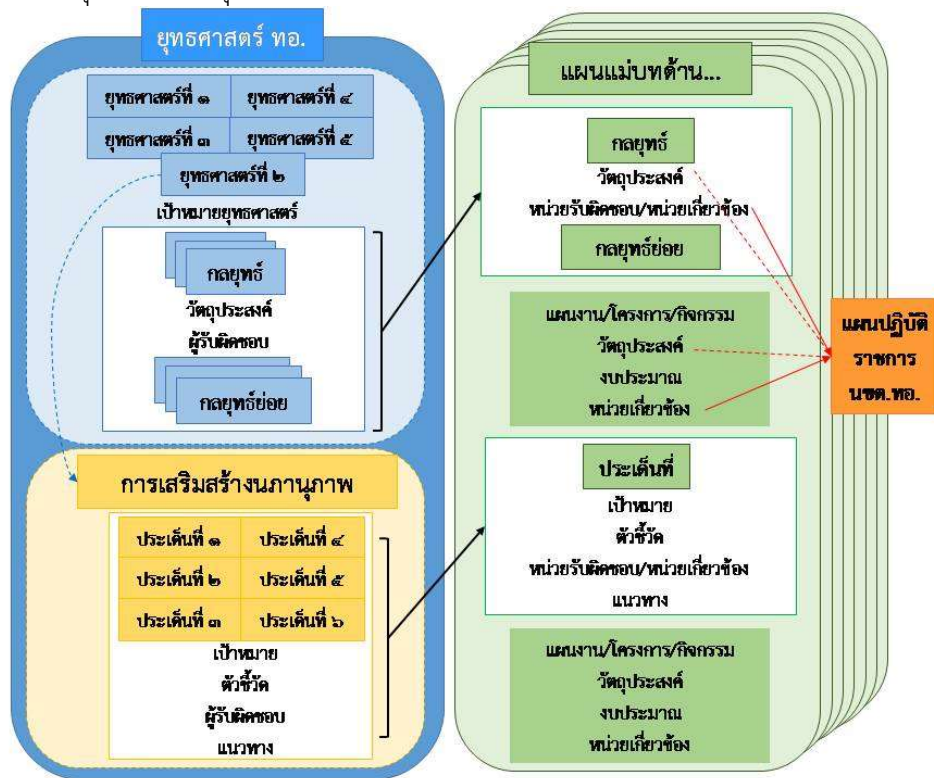 ยุทธศาสตร์ ทอ.
ยุทธศาสตร์ที่ ๑
ยุทธศาสตร์ที่ ๔
ยุทธศาสตร์ที่ ๓
ยุทธศาสตร์ที่ ๕
ยุทธศาสตร์ที่ ๒
เป้าหมายยุทธศาสตร์
กลยุทธ์
วัตถุประสงค์
ผู้รับผิดชอบ
กลยุทธ์ย่อย
การเสริมสร้างนภานุภาพ
ประเด็นที่ ๑
ประเด็นที่ ๔
ประเด็นที่ ๒
ประเด็นที่ ๕
ประเด็นที่ ๓
ประเด็นที่ ๖
เป้าหมาย
ตัวชี้วัด
ผู้รับผิดชอบ
แนวทาง
แผนแม่บทด้าน...
กลยุทธ์
วัตถุประสงค์
หน่วยรับผิดชอบ/หน่วยเกี่ยวข้อง
กลยุทธ์ย่อย
แผนงาน/โครงการ/กิจกรรม
วัตถุประสงค์
งบประมาณ
หน่วยเกี่ยวข้อง
ประเด็นที่
เป้าหมาย
ตัวชี้วัด
หน่วยรับผิดชอบ/หน่วยเกี่ยวข้อง
แนวทาง
แผนงาน/โครงการ/กิจกรรม
วัตถุประสงค์
งบประมาณ
หน่วยเกี่ยวข้อง
แผนปฏิบัติ
ราชการ
นขต.ทอ.